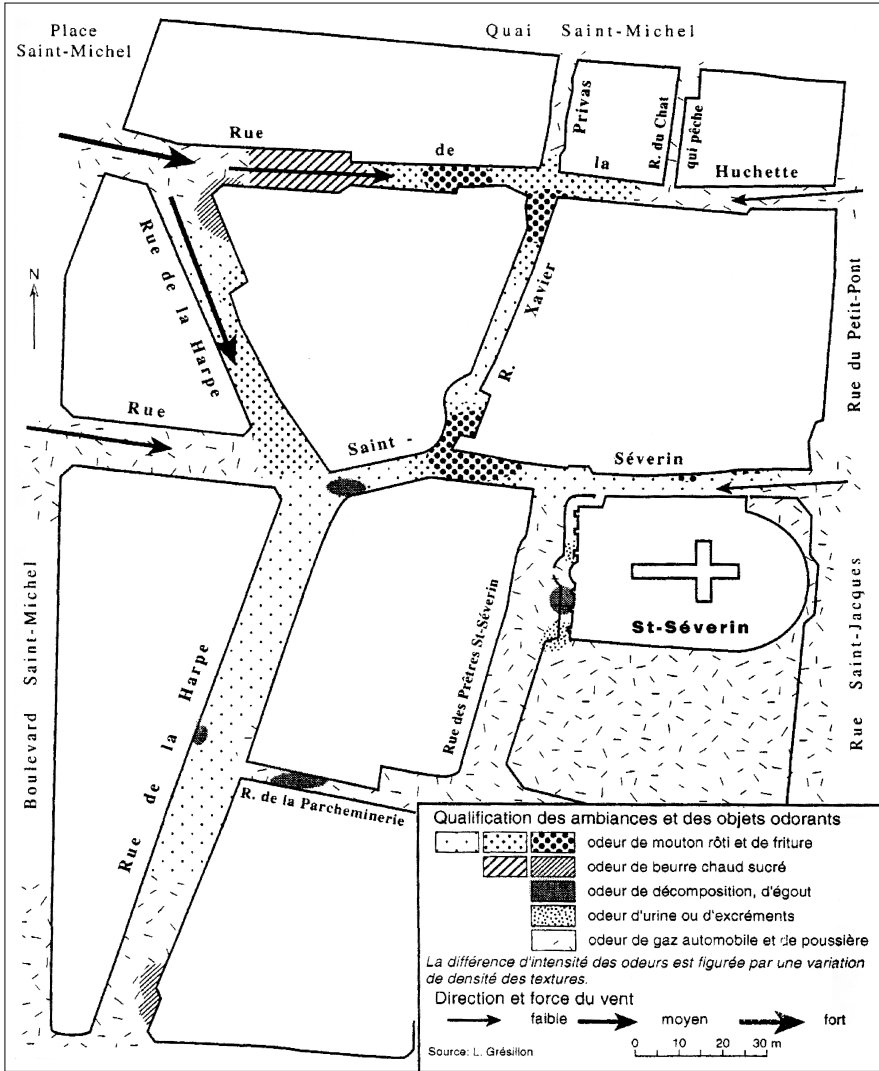 Place
Saint-Michel
Quai Saint-Michel
Privas
R. du Chat
qui pêche
Rue de la Huchette
Rue de la Harpe
N
Xavier
R.
Rue du Petit-Pont
Rue Saint-Séverin
St-Séverin
Boulevard Saint-Michel
Rue de la Harpe
Rue des Prêtres St-Séverin
Rue Saint-Jacques
R. de la Parcheminerie
Qualification des ambiances et des objets odorants
odeur de mouton rôti et de friture
odeur de beurre chaud sucré
odeur de décomposition, d'égout
odeur d'urine ou d'excréments
odeur de gaz automobile et de poussière
La différence d'intensité des odeurs est figurée par une variation
de densité des textures.
Direction et force du vent
faible moyen fort
Source: L. Grésillon
0 10 20 30 m